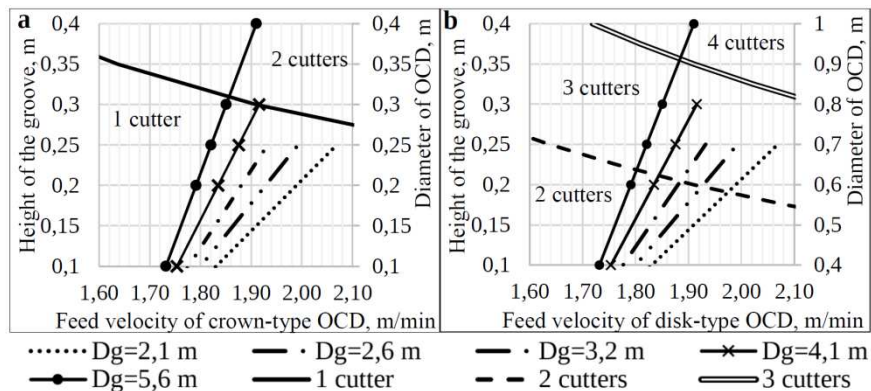 a
Height of the groove, m
0,4
0,35
0,3
0,25
0,2
0,15
0,1
2 cutters
1 cutter
0,4
0,35
0,3
0,25
0,2
0,15
0,1
Diameter of OCD, m
1,60 1,70 1,80 1,90 2,00 2,10
Feed velocity of crown-type OCD, m/min
b
Height of the groove, m
0,4
0,35
0,3
0,25
0,2
0,15
0,1
4 cutters
3 cutters
2 cutters
1
0,9
0,8
0,7
0,6
0,5
0,4
Diameter of OCD, m
1,60 1,70 1,80 1,90 2,00 2,10
Feed velocity of disk-type OCD, m/min
Dg=2,1 m Dg=2,6 m Dg=3,2 m Dg=4,1 m
Dg=5,6 m 1 cutter 2 cutters 3 cutters